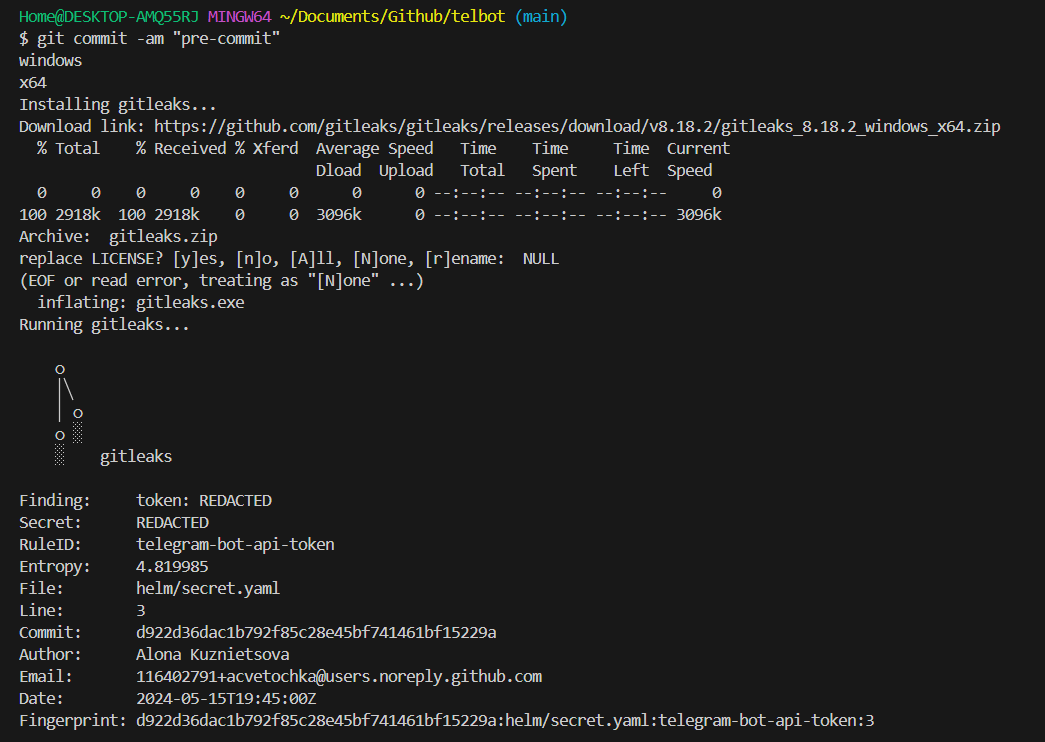 Home@DESKTOP-AMQ55RJ MINGW64 ~/Documents/Github/telbot (main)
$ git commit -am "pre-commit"
windows
x64
Installing gitleaks...
Download link: https://github.com/gitleaks/gitleaks/releases/download/v8.18.2/gitleaks_8.18.2_windows_x64.zip
  % Total    % Received % Xferd  Average Speed   Time    Time     Time  Current
                                 Dload  Upload   Total   Spent    Left  Speed
  0     0    0     0    0     0      0      0 --:--:-- --:--:-- --:--:--     0
100 2918k  100 2918k    0     0  3096k      0 --:--:-- --:--:-- --:--:-- 3096k
Archive:  gitleaks.zip
replace LICENSE? [y]es, [n]o, [A]ll, [N]one, [r]ename:  NULL
(EOF or read error, treating as "[N]one" ...)
  inflating: gitleaks.exe
Running gitleaks...

    ○
    │╲
    │ ○
    ○ ░
    ░    gitleaks

Finding:     token: REDACTED
Secret:      REDACTED
RuleID:      telegram-bot-api-token
Entropy:     4.819985
File:        helm/secret.yaml
Line:        3
Commit:      d922d36dac1b792f85c28e45bf741461bf15229a
Author:      Alona Kuznietsova
Email:       116402791+acvetochka@users.noreply.github.com
Date:        2024-05-15T19:45:00Z
Fingerprint: d922d36dac1b792f85c28e45bf741461bf15229a:helm/secret.yaml:telegram-bot-api-token:3